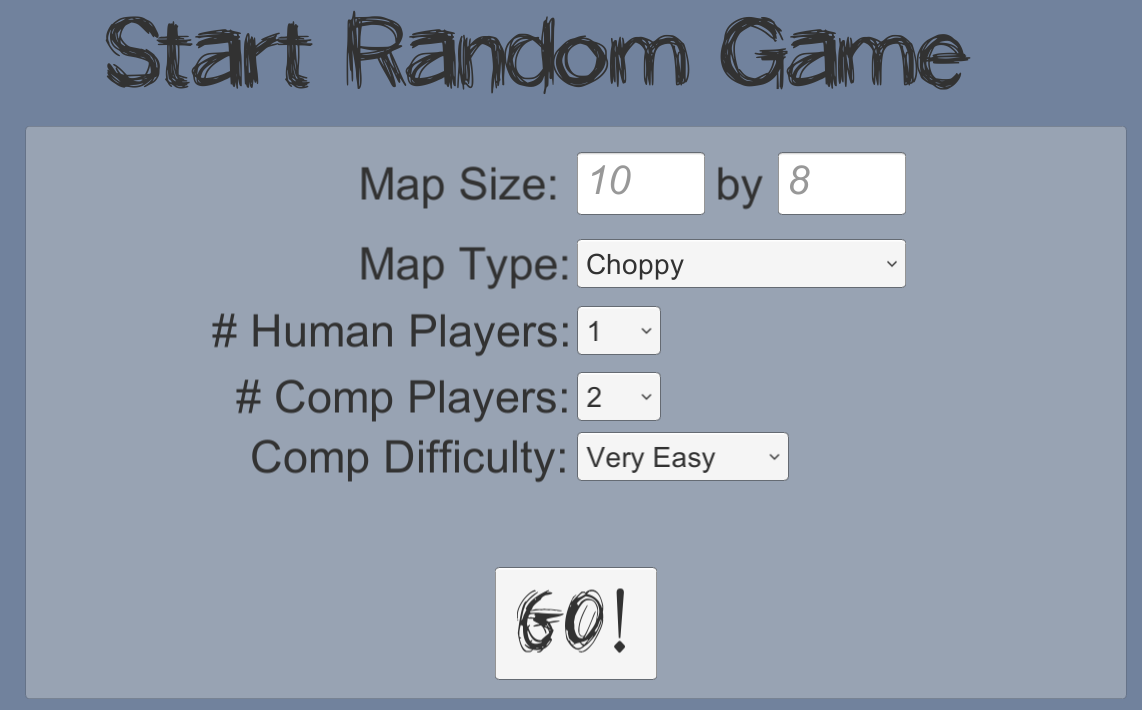 Start Random Game
Map Size: 10 by 8
Map Type: Choppy
# Human Players: 1
# Comp Players: 2
Comp Difficulty: Very Easy
GO!